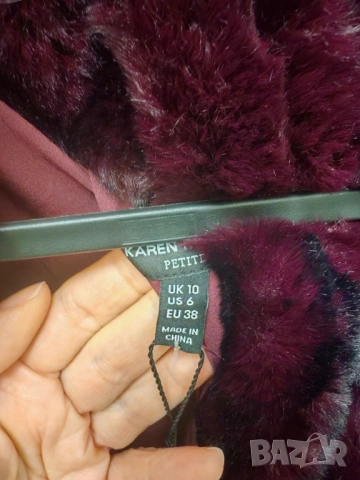 KAREN
PETITE
UK 10
US 6
EU 38
MADE IN
CHINA
BAZAR